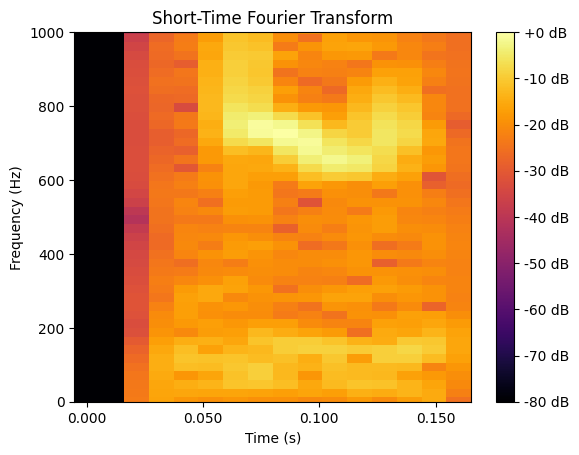 Short-Time Fourier Transform
1000
800
600
400
200
0
Frequency (Hz)
0.000
0.050
0.100
0.150
Time (s)
+0 dB
-10 dB
-20 dB
-30 dB
-40 dB
-50 dB
-60 dB
-70 dB
-80 dB